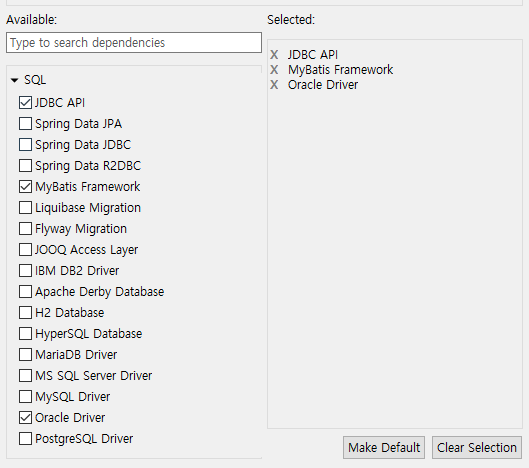 Available:
Type to search dependencies
SQL
JDBC API
Spring Data JPA
Spring Data JDBC
Spring Data R2DBC
MyBatis Framework
Liquibase Migration
Flyway Migration
JOOQ Access Layer
IBM DB2 Driver
Apache Derby Database
H2 Database
HyperSQL Database
MariaDB Driver
MS SQL Server Driver
MySQL Driver
Oracle Driver
PostgreSQL Driver
Selected:
X JDBC API
X MyBatis Framework
X Oracle Driver
Make Default
Clear Selection